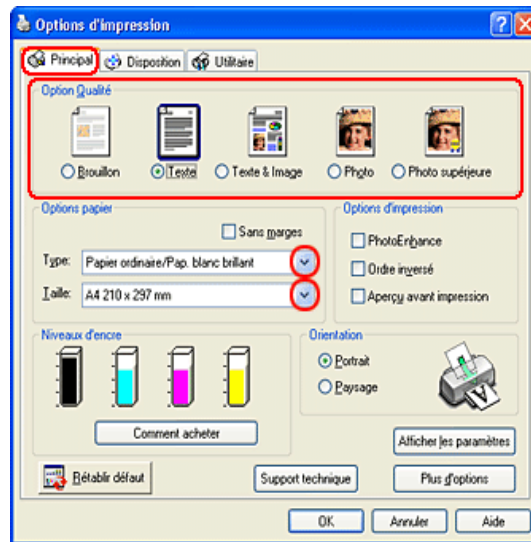 Options d'impression
Principal Disposition Utilitaire
Option Qualité
Brouillon Texte Texte & Image Photo Photo supérieure
Options papier
Sans marges
Type: Papier ordinaire/Pap. blanc brillant
Taille: A4 210 x 297 mm
Options d'impression
PhotoEnhance
Ordre inversé
Aperçu avant impression
Niveaux d'encre
Comment acheter
Orientation
Portrait
Paysage
A
Afficher les paramètres
Rétablir défaut Support technique Plus d'options
OK Annuler Aide